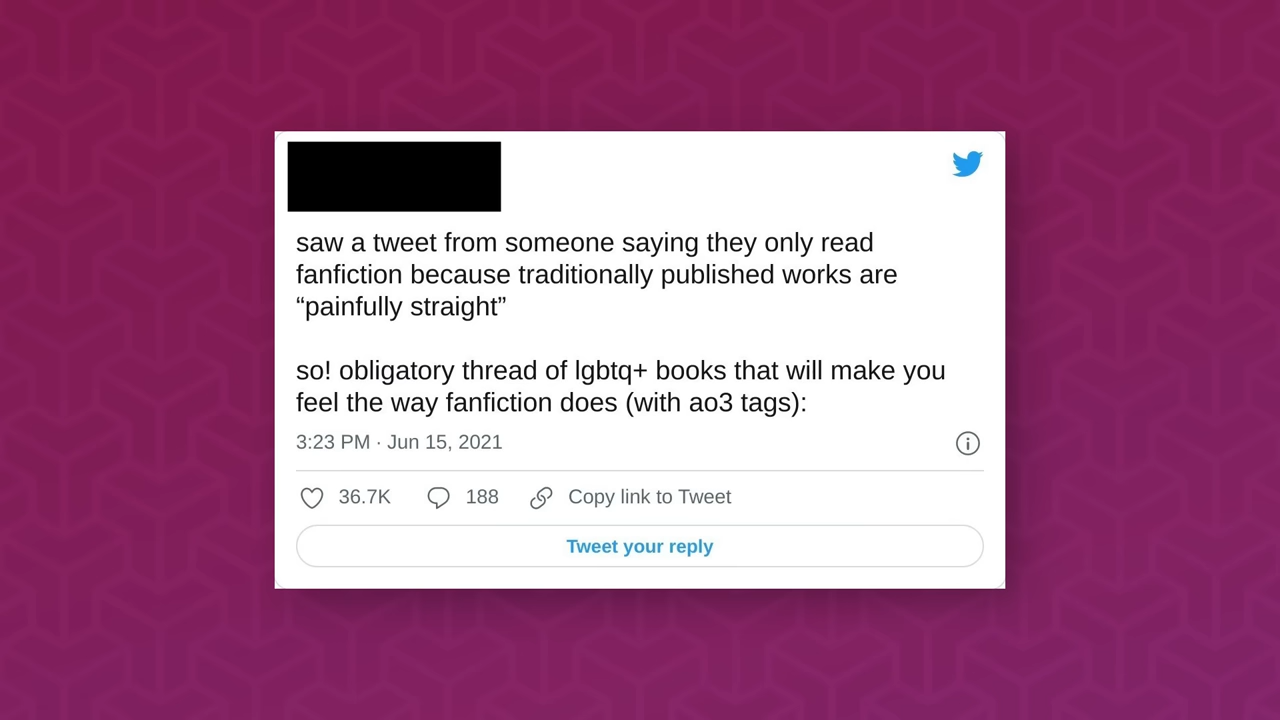 saw a tweet from someone saying they only read
fanfiction because traditionally published works are
“painfully straight”
so! obligatory thread of lgbtq+ books that will make you
feel the way fanfiction does (with ao3 tags):
3:23 PM · Jun 15, 2021
36.7K 188 Copy link to Tweet
Tweet your reply